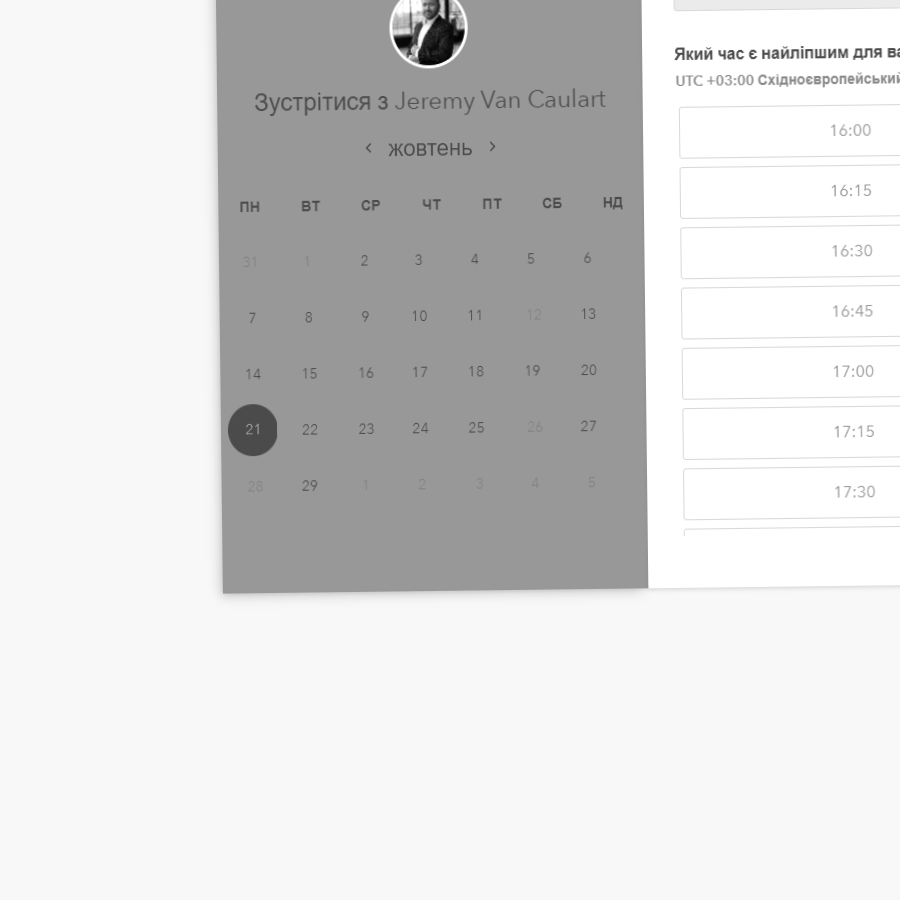 Зустрітися з Jeremy Van Caulart
‹ жовтень ›
ПН ВТ СР ЧТ ПТ СБ НД
31 1 2 3 4 5 6
7 8 9 10 11 12 13
14 15 16 17 18 19 20
21 22 23 24 25 26 27
28 29 1 2 3 4 5
Який час є найліпшим для ва
UTC +03:00 Східноєвропейський
16:00
16:15
16:30
16:45
17:00
17:15
17:30